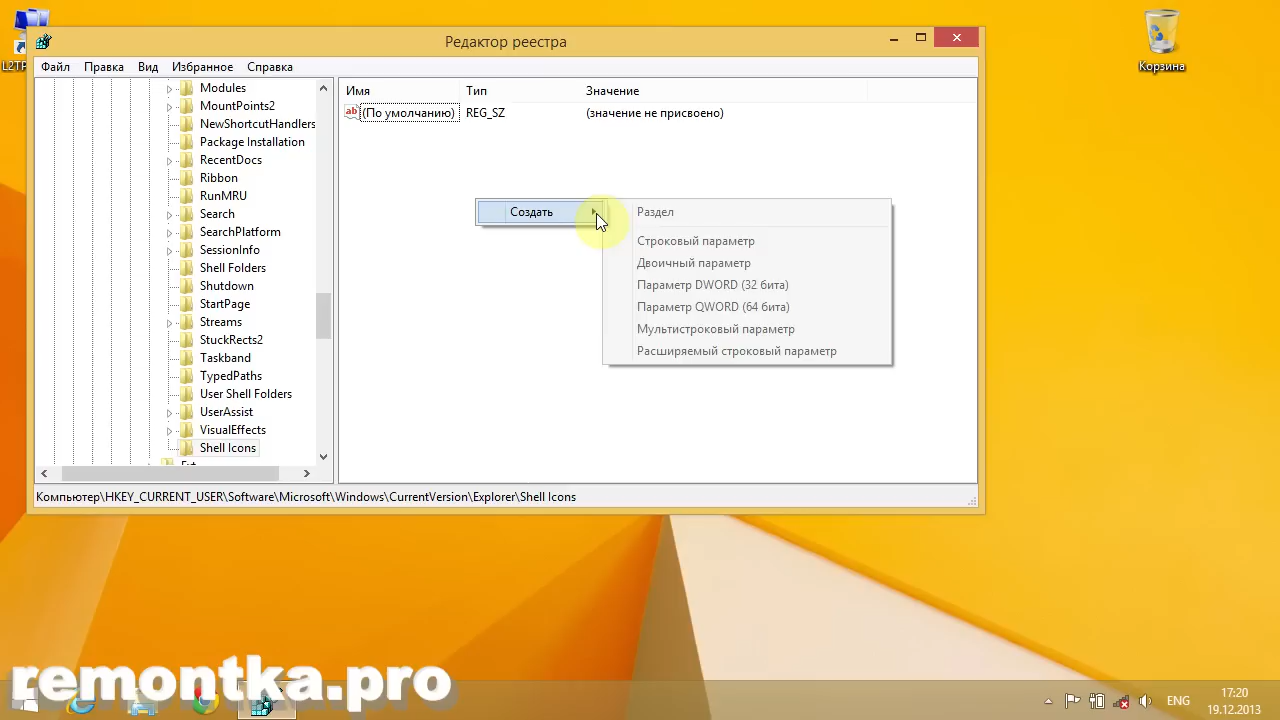 L2TP
Корзина
Редактор реестра
Файл Правка Вид Избранное Справка
Имя Тип Значение
ab (По умолчанию) REG_SZ (значение не присвоено)
Modules
MountPoints2
NewShortcutHandlers
Package Installation
RecentDocs
Ribbon
RunMRU
Search
SearchPlatform
SessionInfo
Shell Folders
Shutdown
StartPage
Streams
StuckRects2
Taskband
TypedPaths
User Shell Folders
UserAssist
VisualEffects
Shell Icons
Ext
Создать
Раздел
Строковый параметр
Двоичный параметр
Параметр DWORD (32 бита)
Параметр QWORD (64 бита)
Мультистроковый параметр
Расширяемый строковый параметр
Компьютер\HKEY_CURRENT_USER\Software\Microsoft\Windows\CurrentVersion\Explorer\Shell Icons
remontka.pro
ENG
17:20
19.12.2013